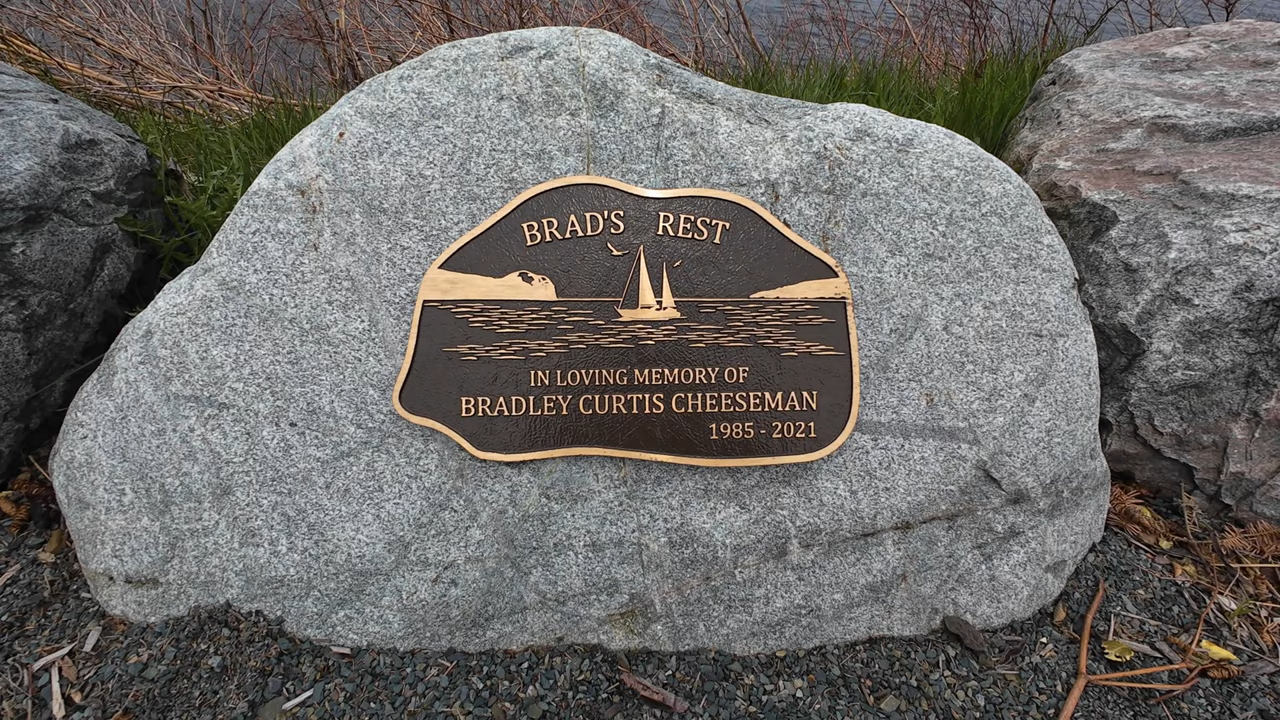 BRAD'S REST
IN LOVING MEMORY OF
BRADLEY CURTIS CHEESEMAN
1985 - 2021